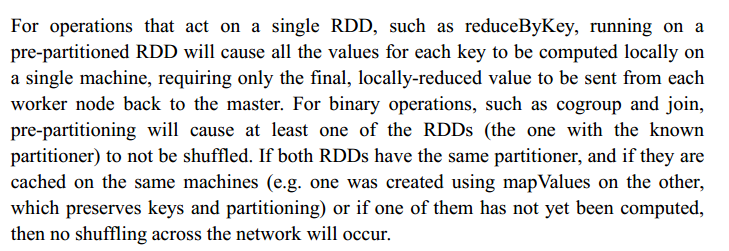 For operations that act on a single RDD, such as reduceByKey, running on a
pre-partitioned RDD will cause all the values for each key to be computed locally on
a single machine, requiring only the final, locally-reduced value to be sent from each
worker node back to the master. For binary operations, such as cogroup and join,
pre-partitioning will cause at least one of the RDDs (the one with the known
partitioner) to not be shuffled. If both RDDs have the same partitioner, and if they are
cached on the same machines (e.g. one was created using mapValues on the other,
which preserves keys and partitioning) or if one of them has not yet been computed,
then no shuffling across the network will occur.